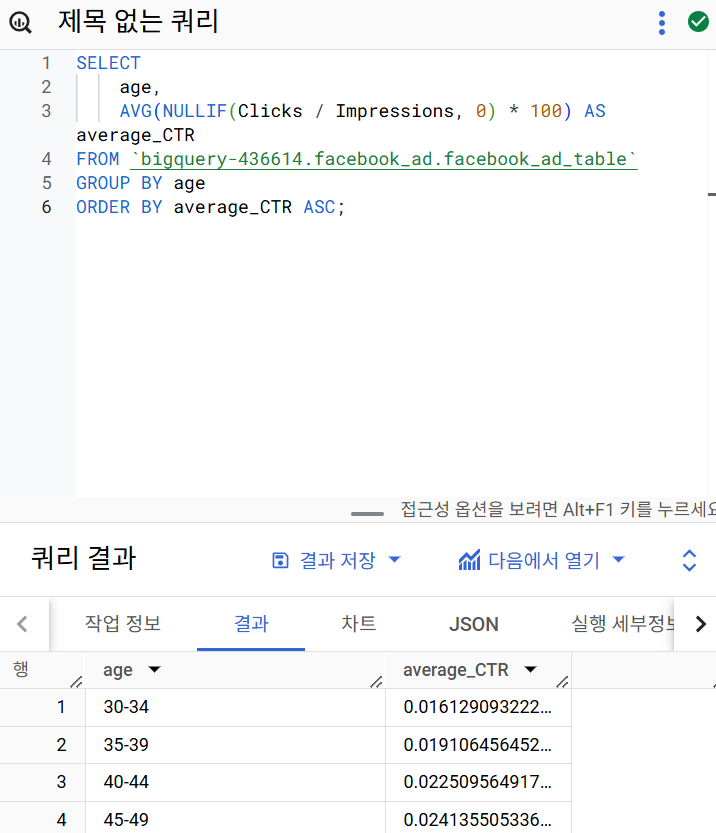 제목 없는 쿼리
1 SELECT
2 age,
3 AVG(NULLIF(Clicks / Impressions, 0) * 100) AS
average_CTR
4 FROM `bigquery-436614.facebook_ad.facebook_ad_table`
5 GROUP BY age
6 ORDER BY average_CTR ASC;
접근성 옵션을 보려면 Alt+F1 키를 누르세요
쿼리 결과 결과 저장 다음에서 열기
작업 정보 결과 차트 JSON 실행 세부정보
행 age average_CTR
1 30-34 0.016129093222...
2 35-39 0.019106456452...
3 40-44 0.022509564917...
4 45-49 0.024135505336...